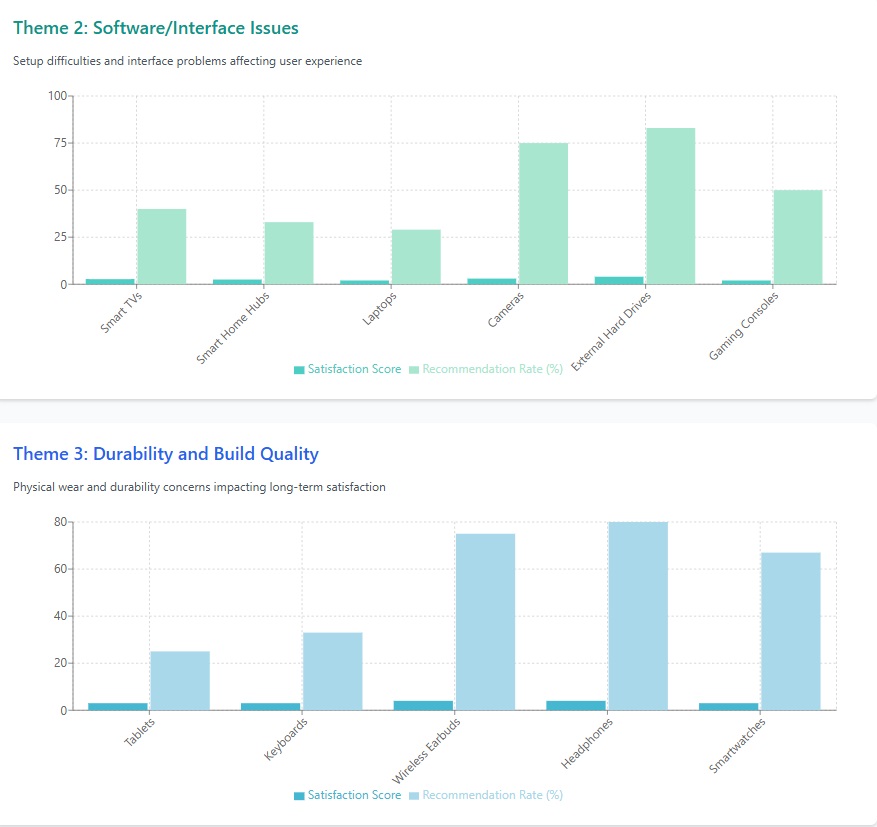 Theme 2: Software/Interface Issues
Setup difficulties and interface problems affecting user experience
100
75
50
25
0
Smart TVs
Smart Home Hubs
Laptops
Cameras
External Hard Drives
Gaming Consoles
Satisfaction Score
Recommendation Rate (%)
Theme 3: Durability and Build Quality
Physical wear and durability concerns impacting long-term satisfaction
80
60
40
20
0
Tablets
Keyboards
Wireless Earbuds
Headphones
Smartwatches
Satisfaction Score
Recommendation Rate (%)